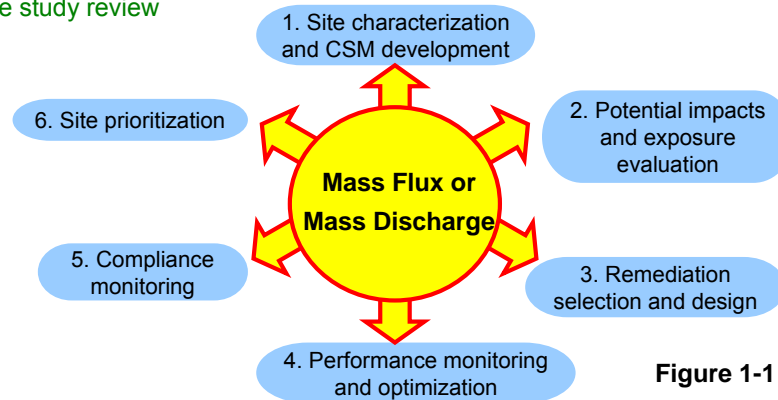 e study review
1. Site characterization
and CSM development
2. Potential impacts
and exposure
evaluation
3. Remediation
selection and design
4. Performance monitoring
and optimization
5. Compliance
monitoring
6. Site prioritization
Mass Flux or
Mass Discharge
Figure 1-1